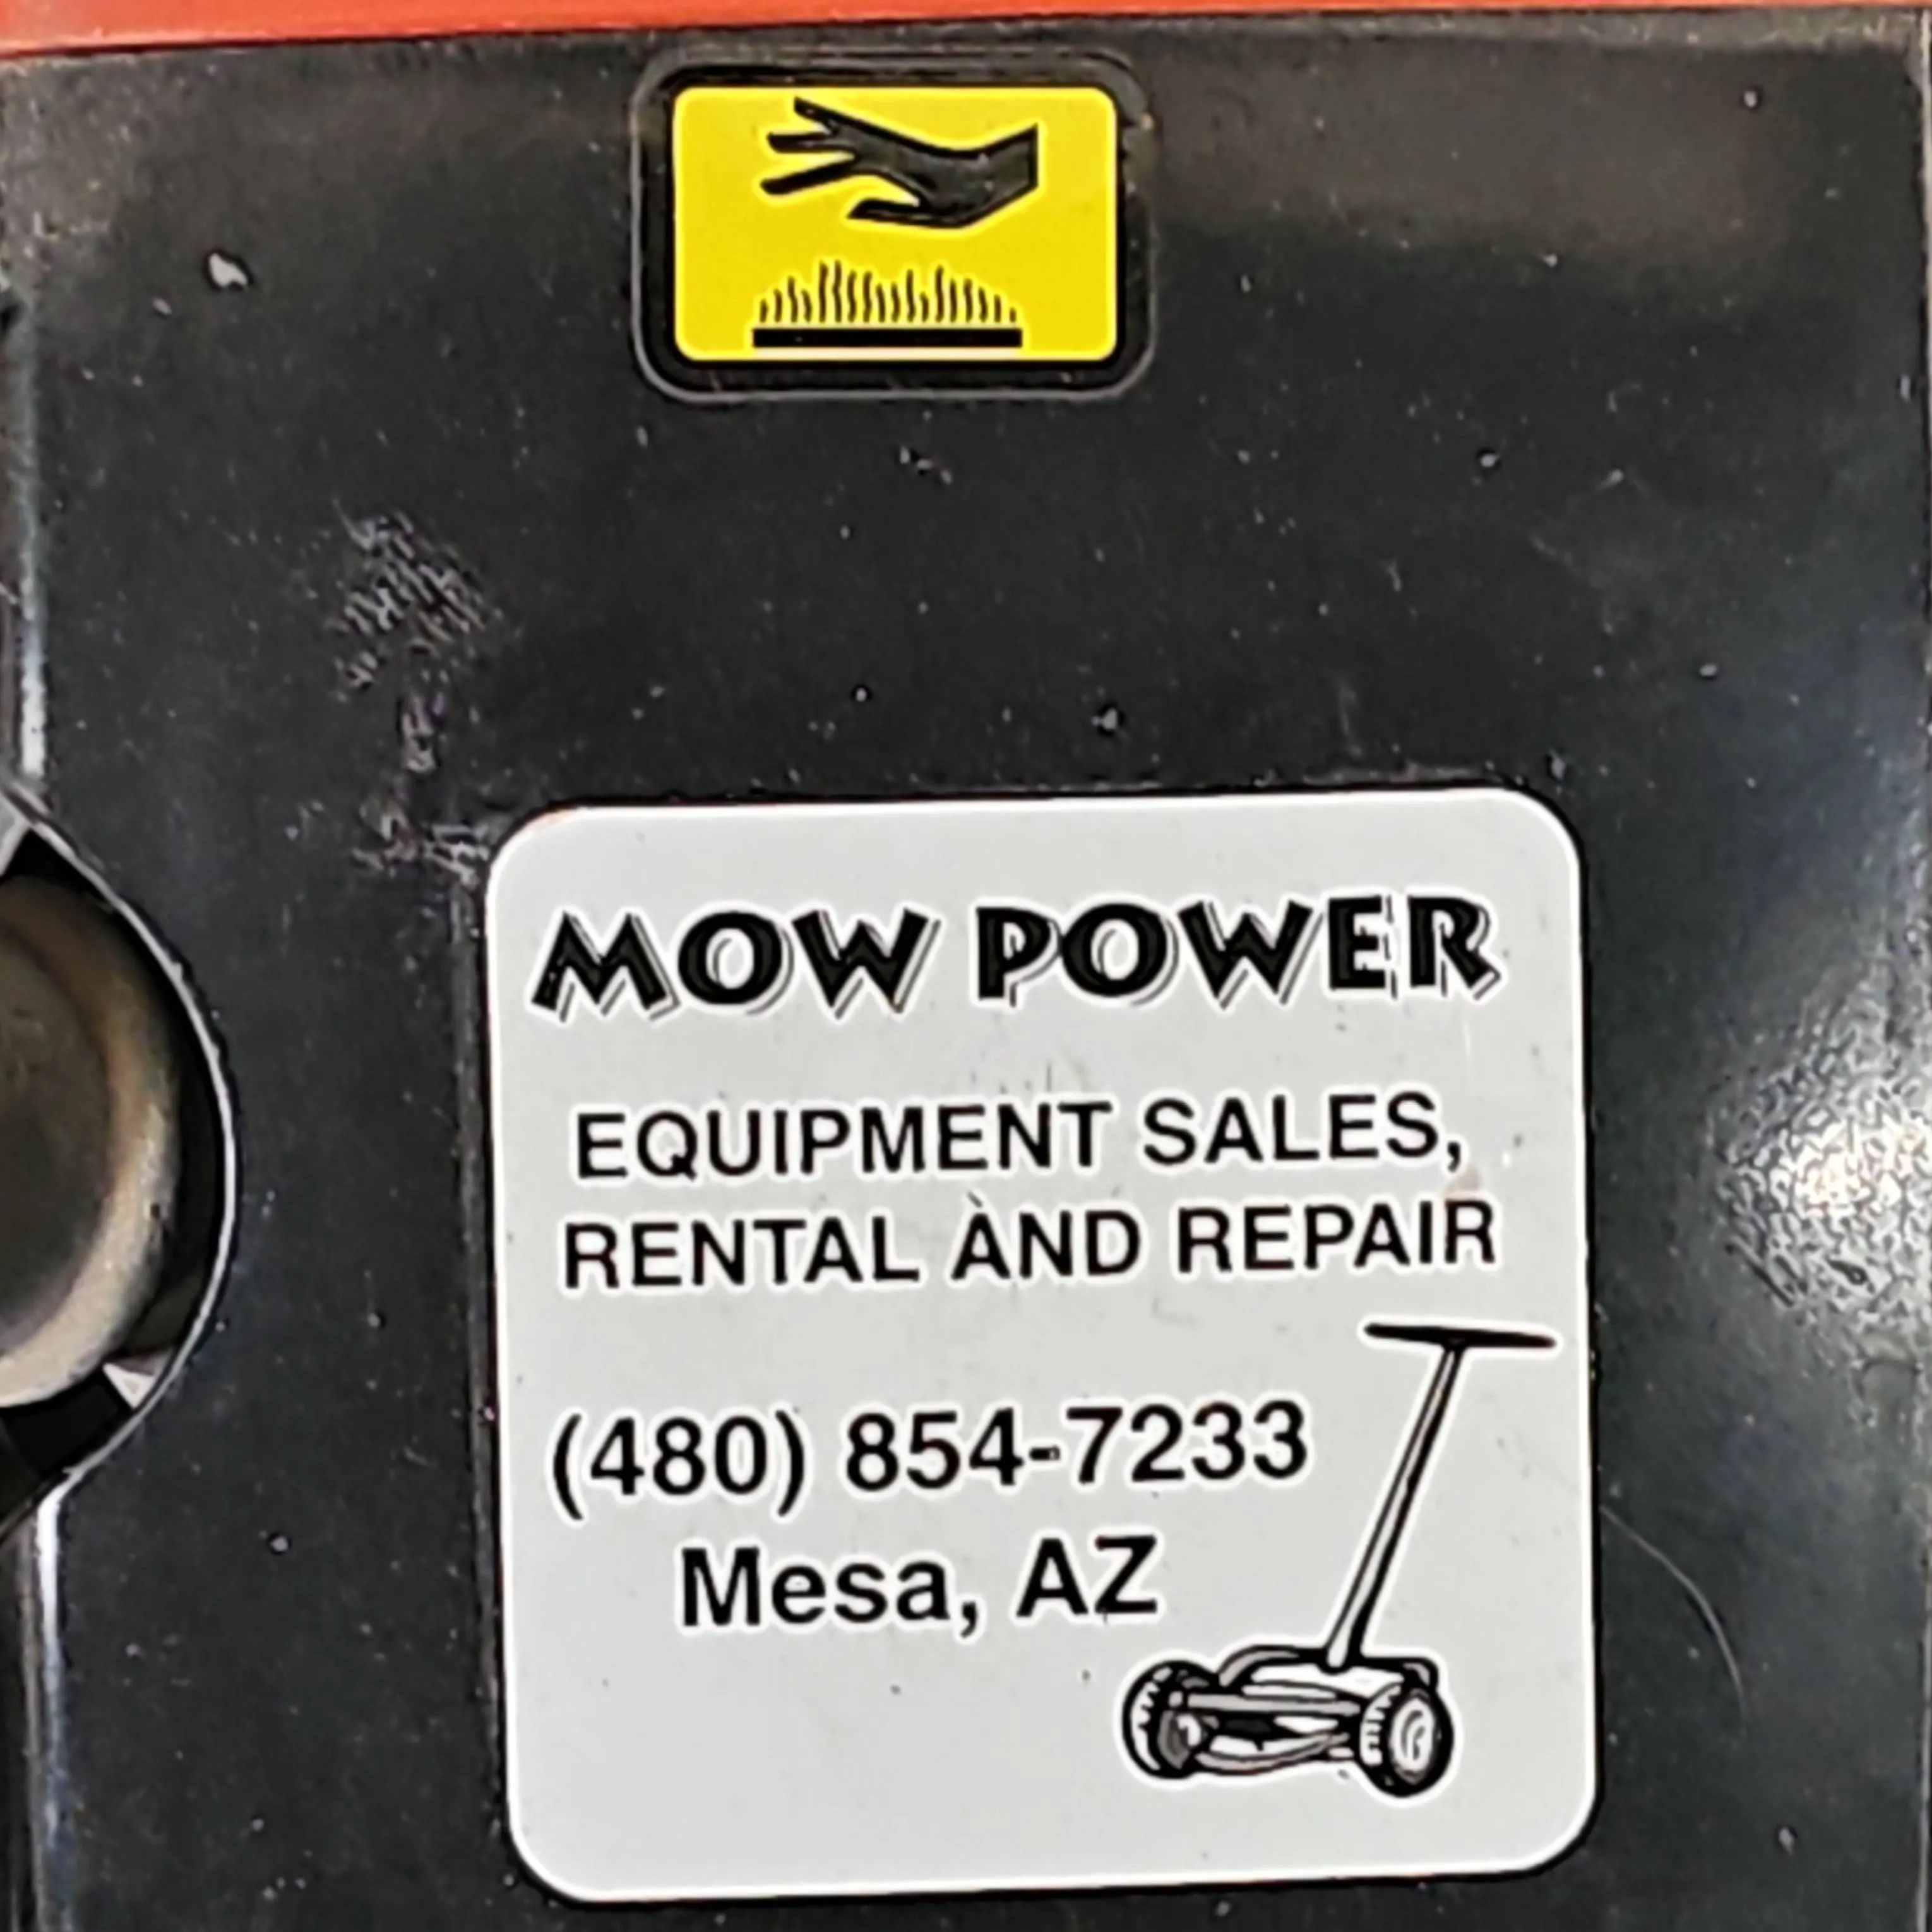 MOW POWER
EQUIPMENT SALES,
RENTAL AND REPAIR
(480) 854-7233
Mesa, AZ